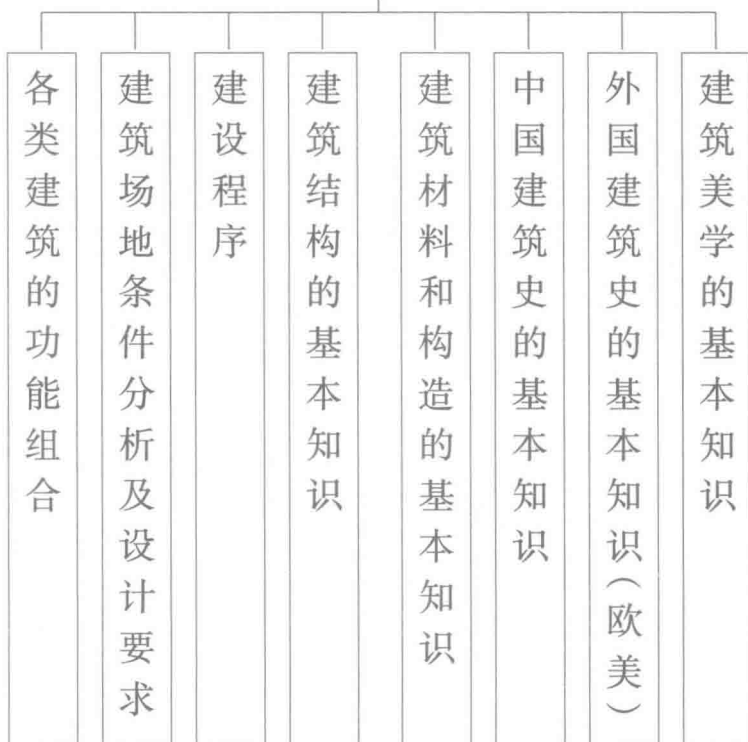 各类建筑的功能组合
建筑场地条件分析及设计要求
建设程序
建筑结构的基本知识
建筑材料和构造的基本知识
中国建筑史的基本知识
外国建筑史的基本知识(欧美)
建筑美学的基本知识